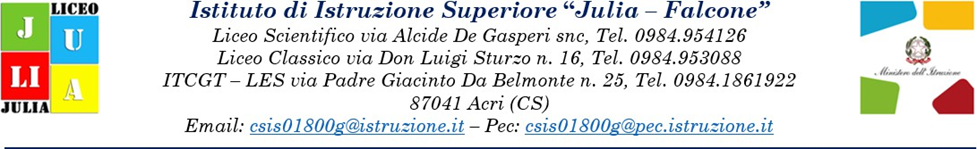 LICEO
J U
LI A
JULIA
Istituto di Istruzione Superiore “Julia – Falcone”
Liceo Scientifico via Alcide De Gasperi snc, Tel. 0984.954126
Liceo Classico via Don Luigi Sturzo n. 16, Tel. 0984.953088
ITCGT – LES via Padre Giacinto Da Belmonte n. 25, Tel. 0984.1861922
87041 Acri (CS)
Email: csis01800g@istruzione.it – Pec: csis01800g@pec.istruzione.it
Ministero dell'Istruzione